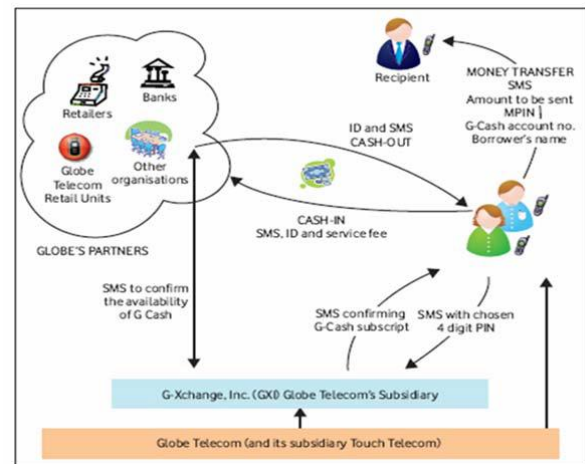 Retailers
Banks
Globe
Telecom
Retail Units
Other
organisations
GLOBE'S PARTNERS
Recipient
MONEY TRANSFER
SMS
Amount to be sent
MPIN
G-Cash account no.
Borrower's name
ID and SMS
CASH-OUT
CASH-IN
SMS, ID and service fee
SMS to confirm
the availability
of G Cash
SMS confirming
G-Cash subscript
SMS with chosen
4 digit PIN
G-Xchange, Inc. (GXI) Globe Telecom's Subsidiary
Globe Telecom (and its subsidiary Touch Telecom)